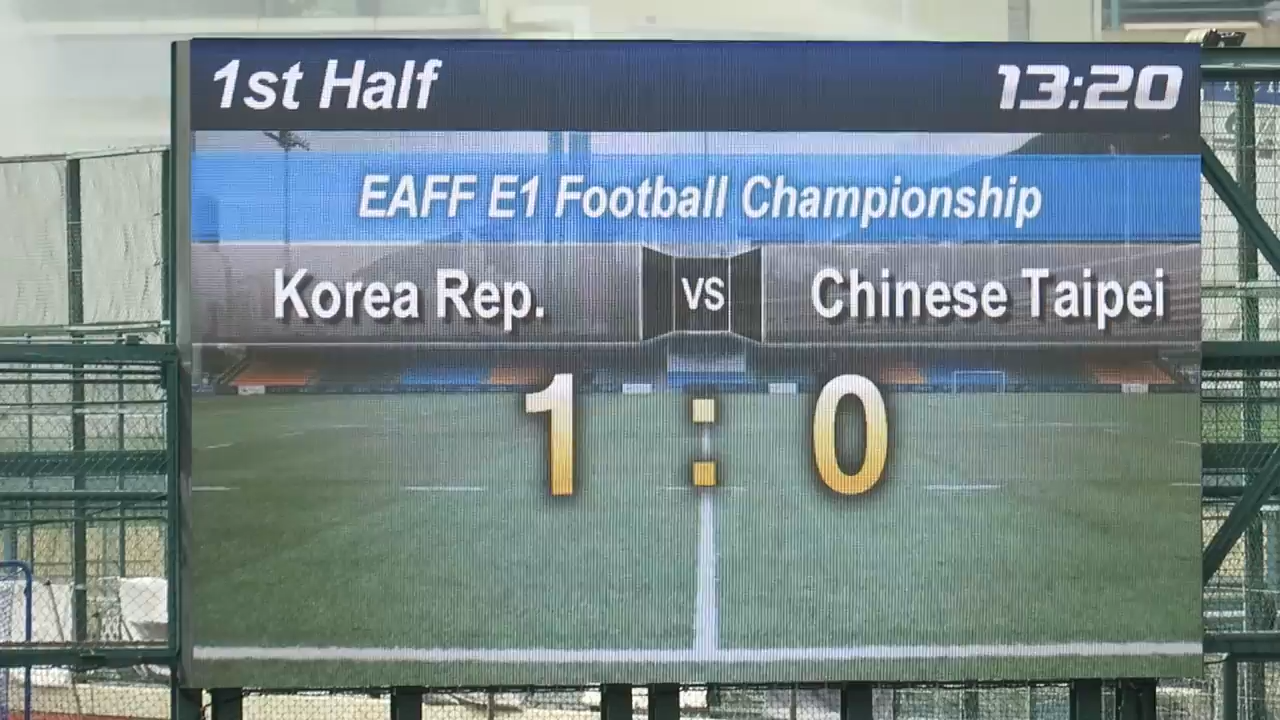 1st Half 13:20
EAFF E1 Football Championship
Korea Rep. VS Chinese Taipei
1 : 0